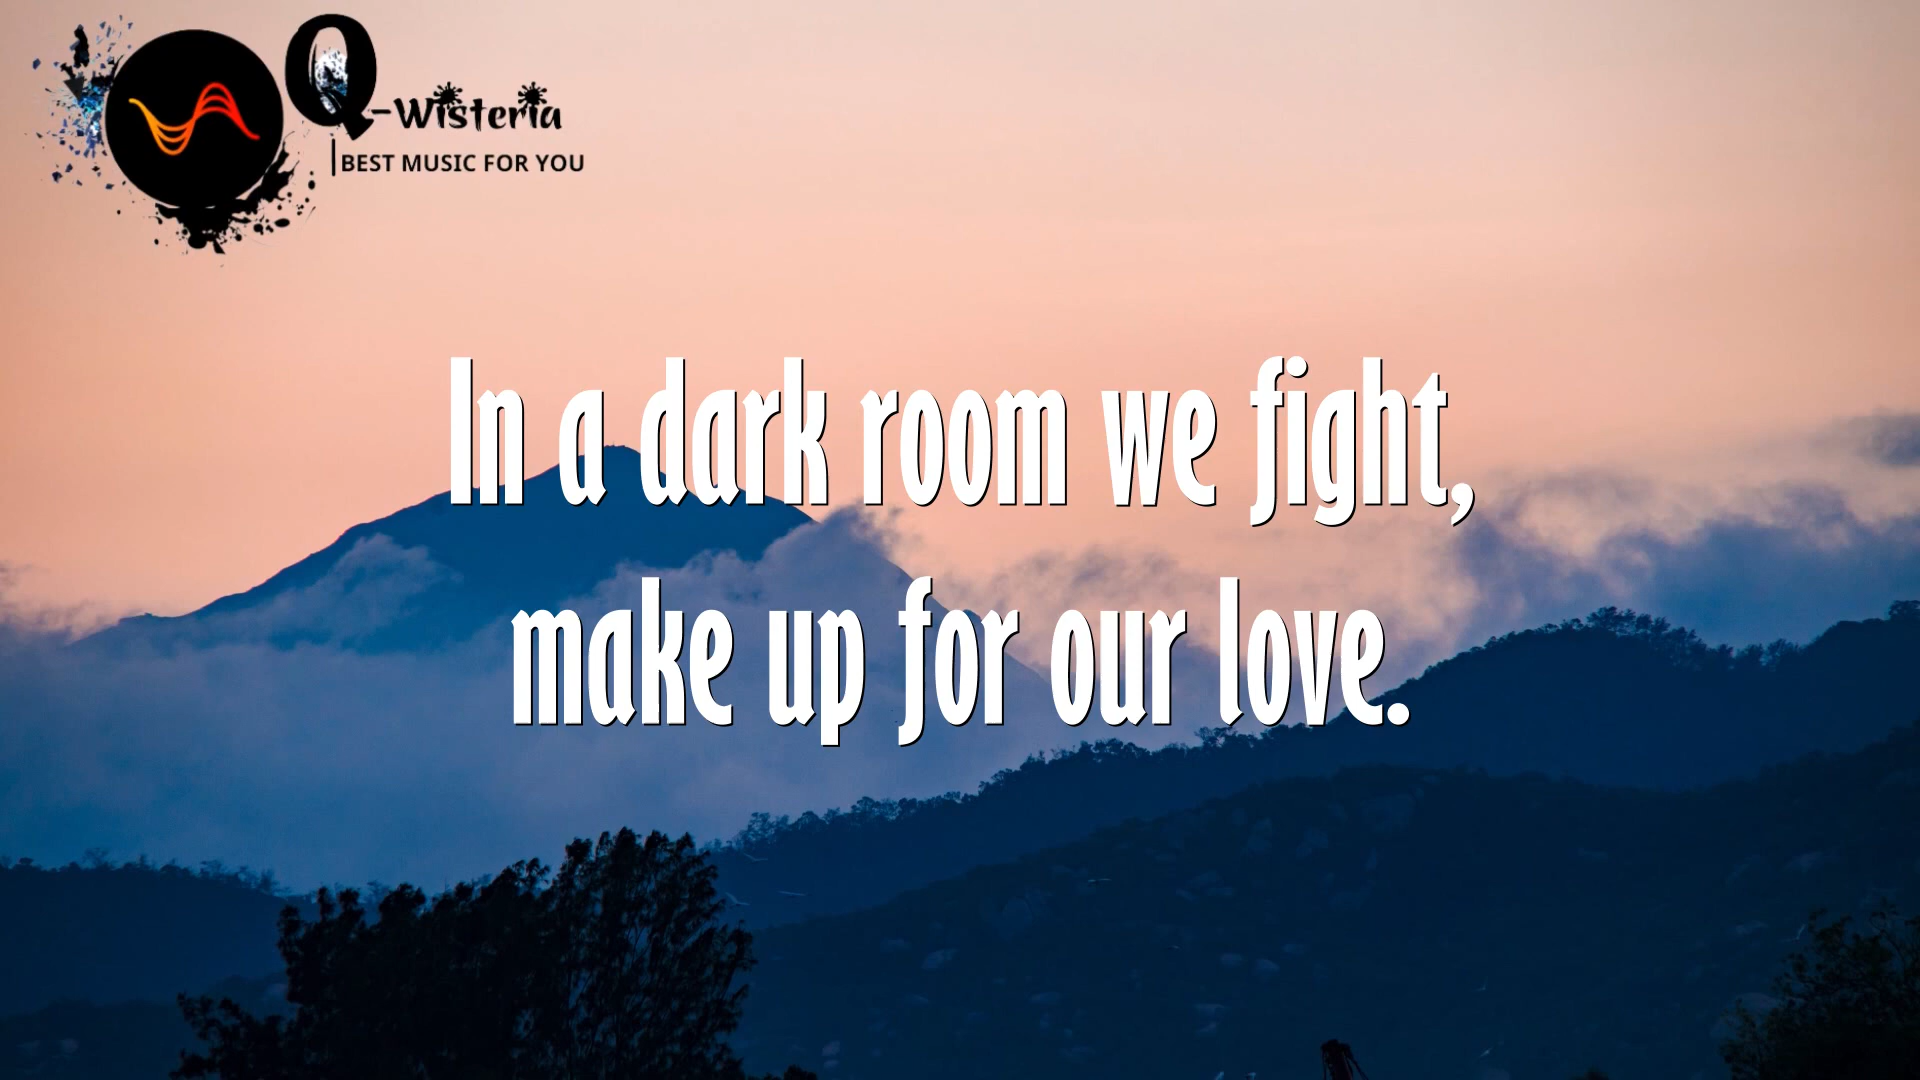 Q-Wisteria
BEST MUSIC FOR YOU
In a dark room we fight,
make up for our love.